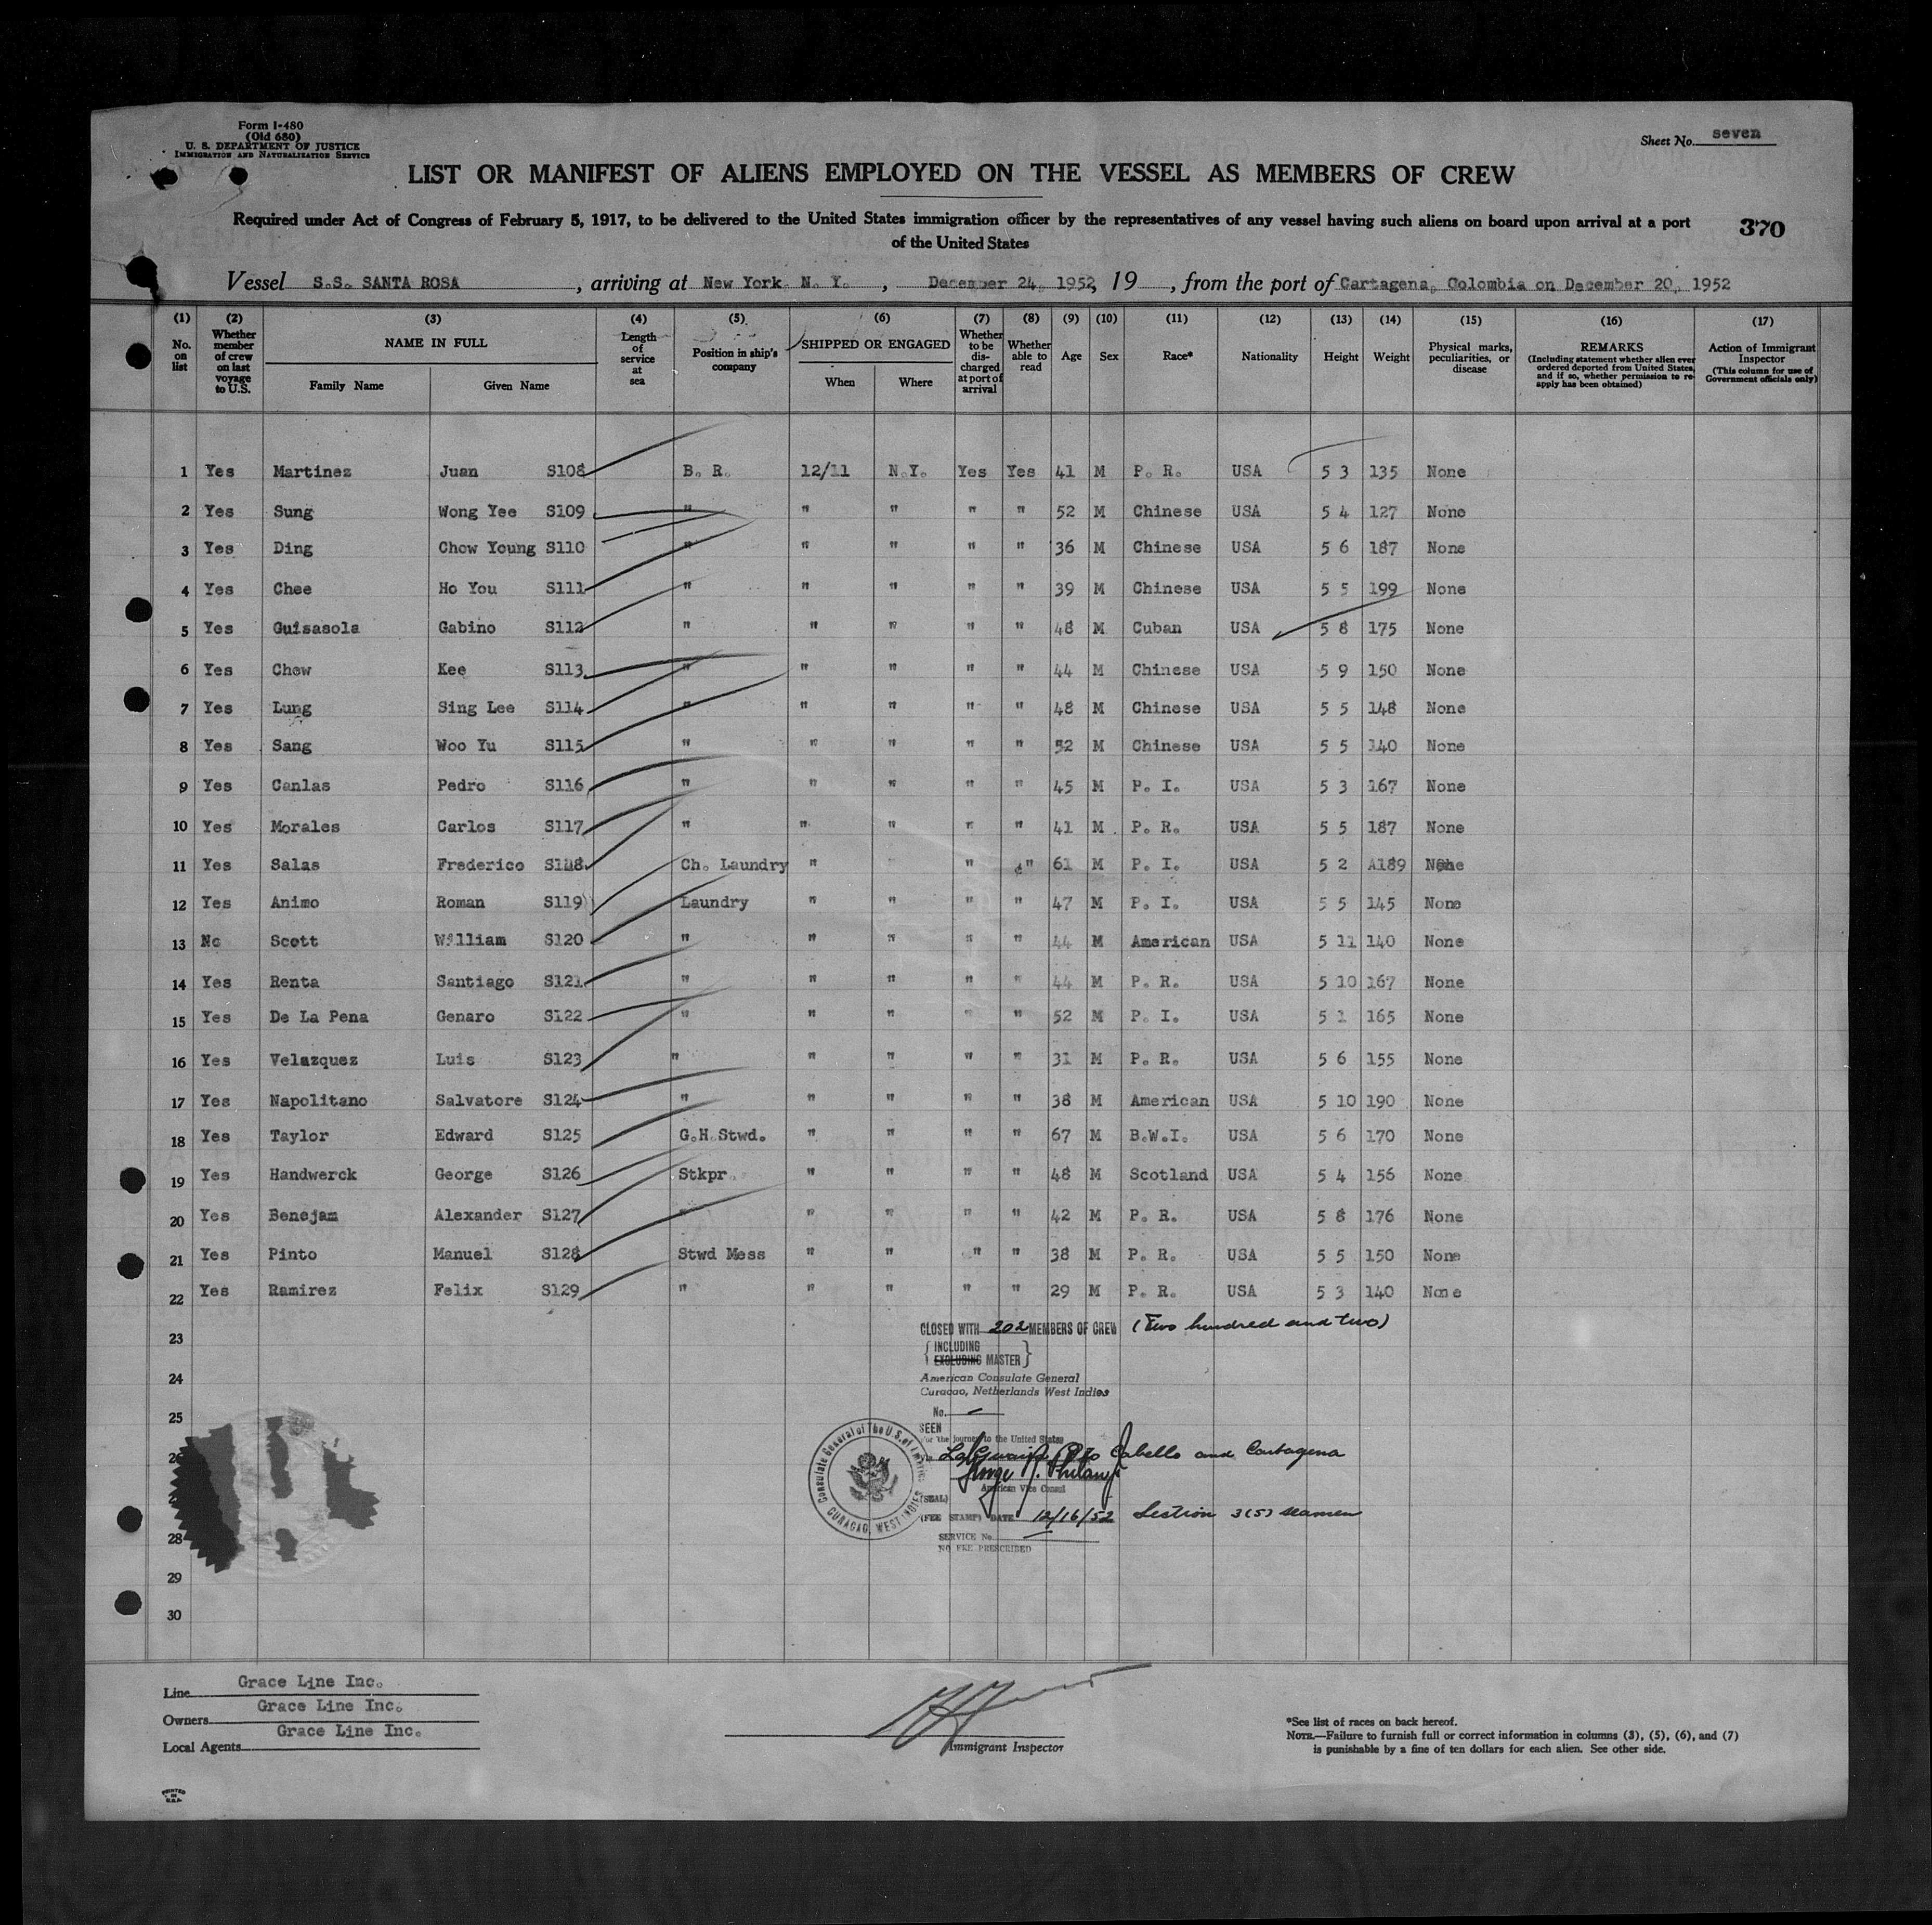 Form I-480
(Old 680)
U. S. DEPARTMENT OF JUSTICE
IMMIGRATION AND NATURALIZATION SERVICE
Sheet No. seven
LIST OR MANIFEST OF ALIENS EMPLOYED ON THE VESSEL AS MEMBERS OF CREW
Required under Act of Congress of February 5, 1917, to be delivered to the United States immigration officer by the representatives of any vessel having such aliens on board upon arrival at a port
of the United States
370
Vessel S.S. SANTA ROSA, arriving at New York N. Y., December 24, 1952, 19 , from the port of Cartagena, Colombia on December 20, 1952
(1) No. on list
(2) Whether member of crew on last voyage to U.S.
(3) NAME IN FULL
Family Name Given Name
(4) Length of service at sea
(5) Position in ship's company
(6) SHIPPED OR ENGAGED
When Where
(7) Whether to be discharged at port of arrival
(8) Whether able to read
(9) Age
(10) Sex
(11) Race*
(12) Nationality
(13) Height
(14) Weight
(15) Physical marks, peculiarities, or disease
(16) REMARKS
(Including statement whether alien ever ordered deported from United States, and if so, whether permission to reapply has been obtained)
(17) Action of Immigrant Inspector
(This column for use of Government officials only)
1 Yes Martinez Juan S108 B. R. 12/11 N.Y. Yes Yes 41 M P. R. USA 5 3 135 None
2 Yes Sung Wong Yee S109 " " " " " 52 M Chinese USA 5 4 127 None
3 Yes Ding Chow Young S110 " " " " " 36 M Chinese USA 5 6 187 None
4 Yes Chee Ho You S111 " " " " " 39 M Chinese USA 5 5 199 None
5 Yes Guisasola Gabino S112 " " " " " 48 M Cuban USA 5 8 175 None
6 Yes Chew Kee S113 " " " " " 44 M Chinese USA 5 9 150 None
7 Yes Lung Sing Lee S114 " " " " " 48 M Chinese USA 5 5 148 None
8 Yes Sang Woo Yu S115 " " " " " 52 M Chinese USA 5 5 140 None
9 Yes Canlas Pedro S116 " " " " " 45 M P. I. USA 5 3 167 None
10 Yes Morales Carlos S117 " " " " " 41 M P. R. USA 5 5 187 None
11 Yes Salas Frederico S118 Ch. Laundry " " " 61 M P. I. USA 5 2 A189 None
12 Yes Animo Roman S119 Laundry " " " " 47 M P. I. USA 5 5 145 None
13 No Scott William S120 " " " " " 44 M American USA 5 11 140 None
14 Yes Renta Santiago S121 " " " " " 44 M P. R. USA 5 10 167 None
15 Yes De La Pena Genaro S122 " " " " " 52 M P. I. USA 5 1 165 None
16 Yes Velazquez Luis S123 " " " " " 31 M P. R. USA 5 6 155 None
17 Yes Napolitano Salvatore S124 " " " " " 38 M American USA 5 10 190 None
18 Yes Taylor Edward S125 G.H.Stwd. " " " " 67 M B.W.I. USA 5 6 170 None
19 Yes Handwerck George S126 Stkpr. " " " " 48 M Scotland USA 5 4 156 None
20 Yes Benejam Alexander S127 " " " " " 42 M P. R. USA 5 8 176 None
21 Yes Pinto Manuel S128 Stwd Mess " " " " 38 M P. R. USA 5 5 150 None
22 Yes Ramirez Felix S129 " " " " " 29 M P. R. USA 5 3 140 None
23
CLOSED WITH 202 MEMBERS OF CREW (Two hundred and two)
INCLUDING
EXCLUDING MASTER
24
American Consulate General
Curacao, Netherlands West Indies
No. —
25
SEEN
For the journey to the United States
26
La Guaira, Pto Cabello and Cartagena
American Vice Consul
(SEAL)
Consulate General of The U.S. of America
CURACAO, WEST INDIES
(FEE STAMP) DATE 12/16/52 Section 3(5) seamen
28
SERVICE No. —
NO FEE PRESCRIBED
29
30
Line Grace Line Inc.
Owners Grace Line Inc.
Local Agents Grace Line Inc.
Immigrant Inspector
*See list of races on back hereof.
NOTE.—Failure to furnish full or correct information in columns (3), (5), (6), and (7)
is punishable by a fine of ten dollars for each alien. See other side.
PRINTED IN U.S.A.